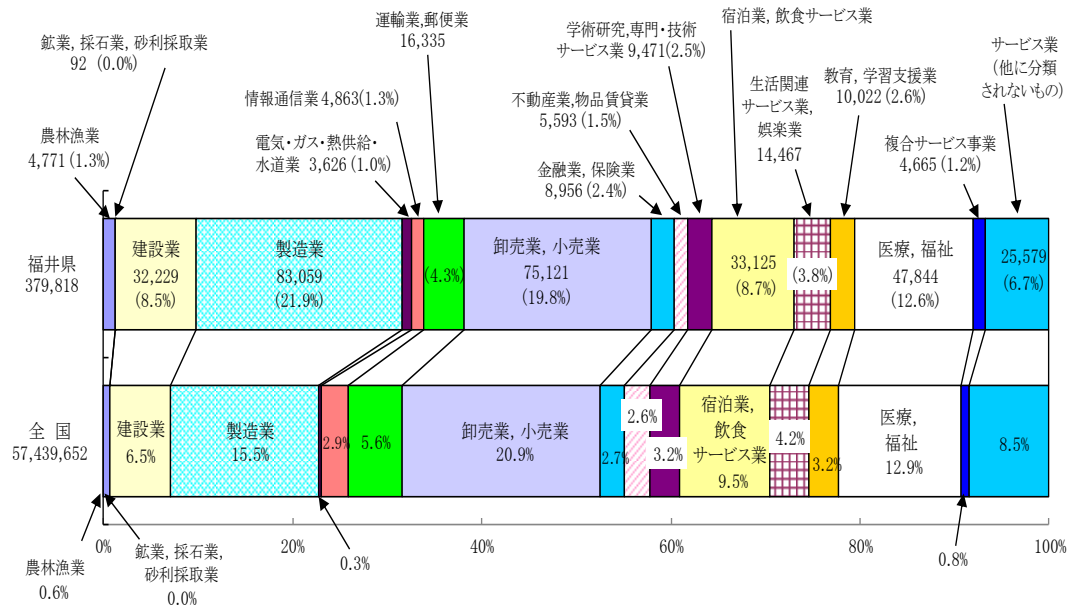 鉱業, 採石業, 砂利採取業
92 (0.0%)
農林漁業
4,771 (1.3%)
運輸業, 郵便業
16,335
情報通信業 4,863(1.3%)
電気・ガス・熱供給・
水道業 3,626 (1.0%)
学術研究,専門・技術
サービス業 9,471(2.5%)
不動産業,物品賃貸業
5,593 (1.5%)
金融業, 保険業
8,956 (2.4%)
宿泊業, 飲食サービス業
生活関連
サービス業,
娯楽業
14,467
教育, 学習支援業
10,022 (2.6%)
複合サービス事業
4,665 (1.2%)
サービス業
(他に分類
されないもの)
福井県
379,818
建設業
32,229
(8.5%)
製造業
83,059
(21.9%)
(4.3%)
卸売業, 小売業
75,121
(19.8%)
33,125
(8.7%)
(3.8%)
医療, 福祉
47,844
(12.6%)
25,579
(6.7%)
全 国
57,439,652
建設業
6.5%
製造業
15.5%
2.9%
5.6%
卸売業, 小売業
20.9%
2.7%
2.6%
3.2%
宿泊業,
飲食
サービス業
9.5%
4.2%
3.2%
医療,
福祉
12.9%
8.5%
0%
20%
40%
60%
80%
100%
農林漁業
0.6%
鉱業, 採石業,
砂利採取業
0.0%
0.3%
0.8%